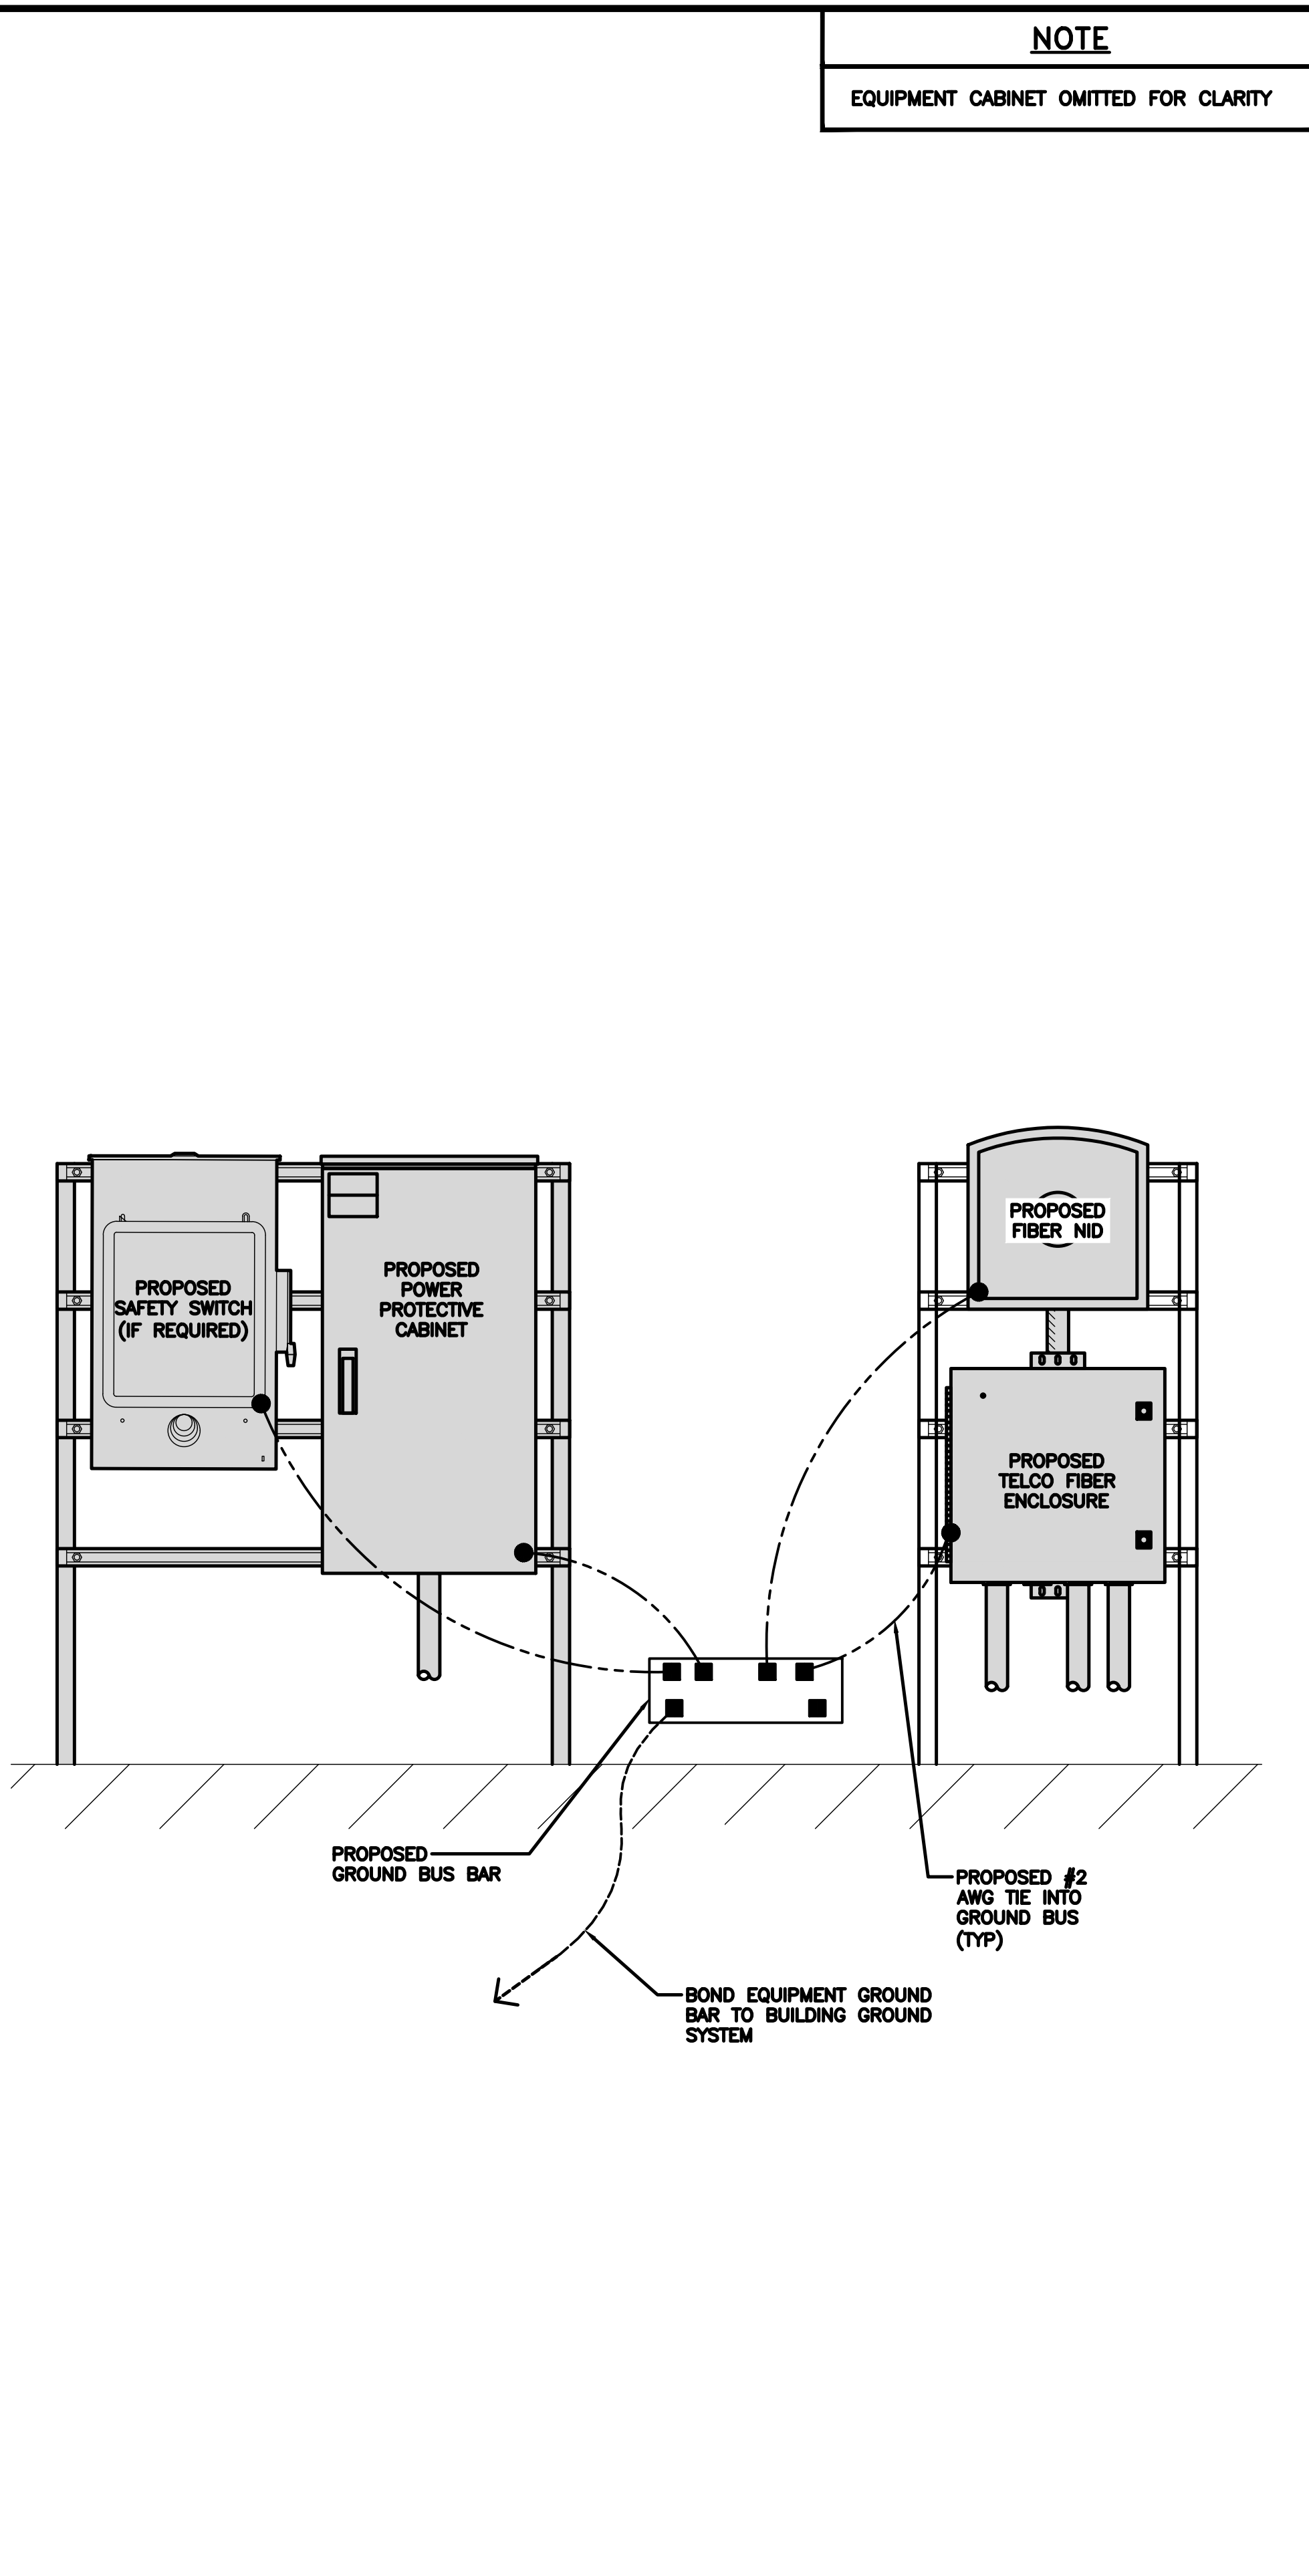 NOTE
EQUIPMENT CABINET OMITTED FOR CLARITY
PROPOSED
FIBER NID
PROPOSED
SAFETY SWITCH
(IF REQUIRED)
PROPOSED
POWER
PROTECTIVE
CABINET
PROPOSED
TELCO FIBER
ENCLOSURE
PROPOSED
GROUND BUS BAR
PROPOSED #2
AWG TIE INTO
GROUND BUS
(TYP)
BOND EQUIPMENT GROUND
BAR TO BUILDING GROUND
SYSTEM